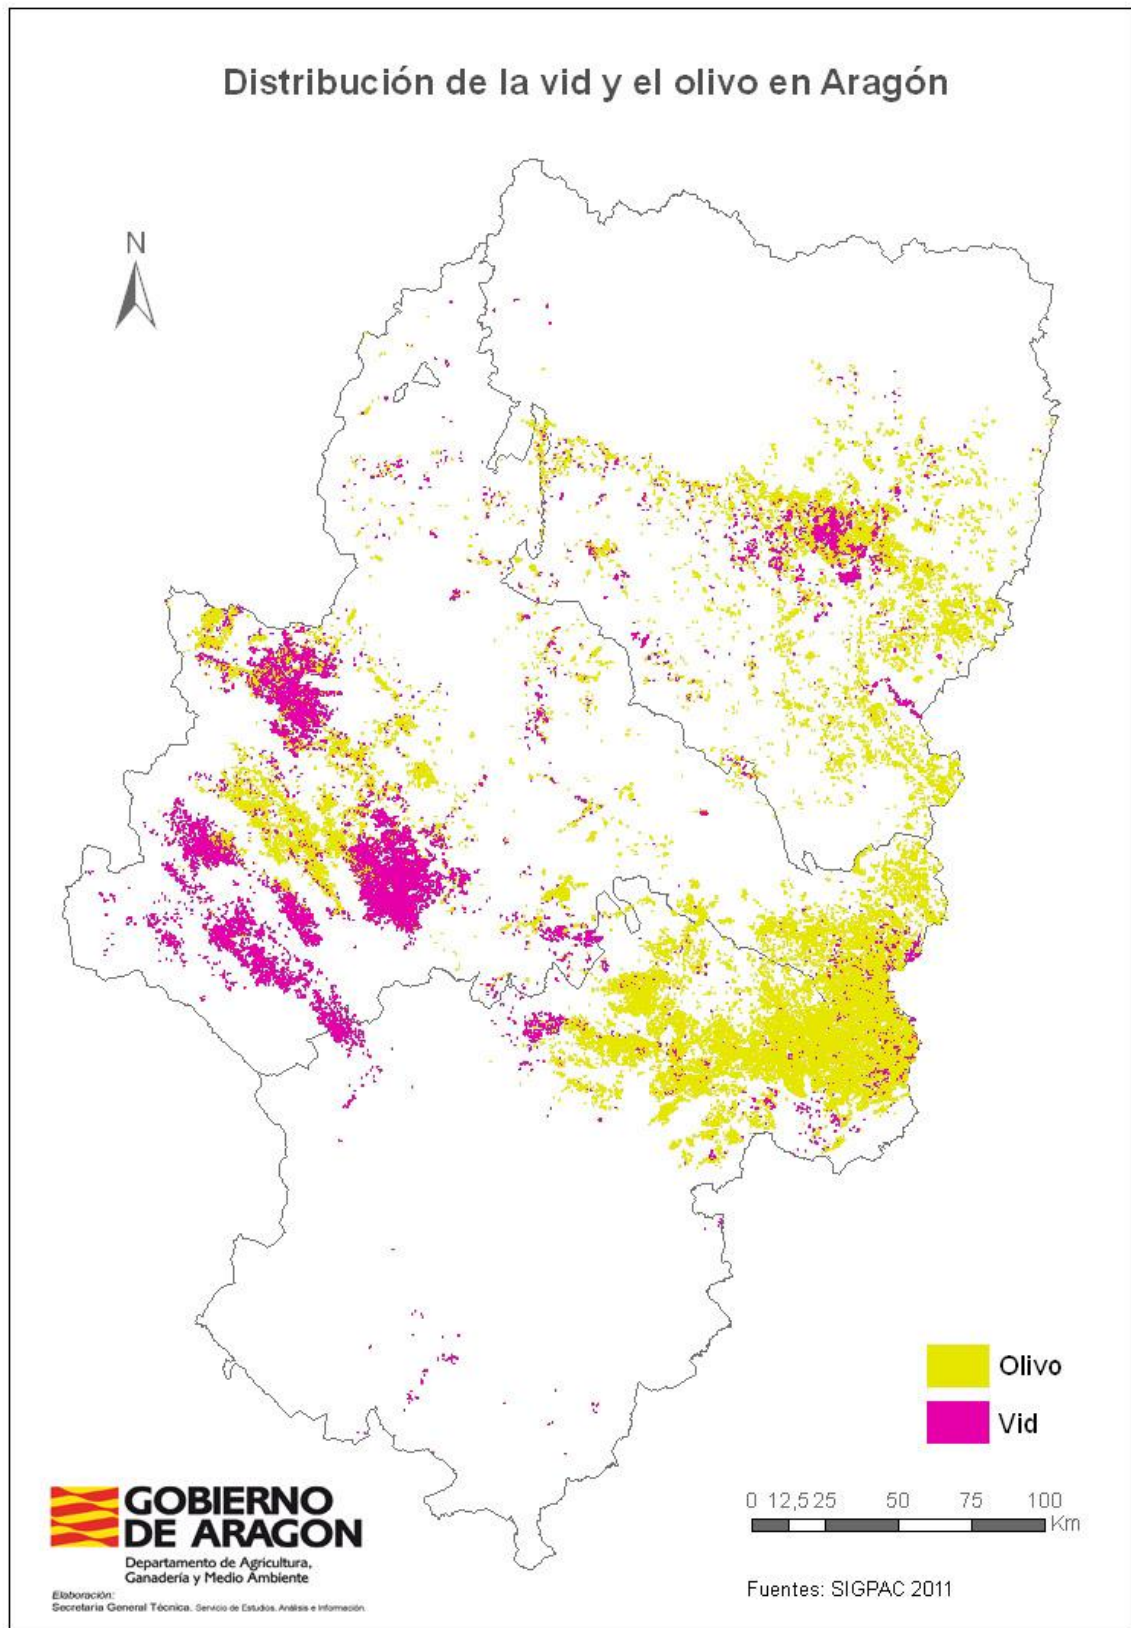 Distribución de la vid y el olivo en Aragón
N
Olivo
Vid
0 12,5 25 50 75 100
Km
GOBIERNO
DE ARAGON
Departamento de Agricultura,
Ganadería y Medio Ambiente
Elaboración:
Secretaría General Técnica. Servicio de Estudios, Análisis e Información.
Fuentes: SIGPAC 2011